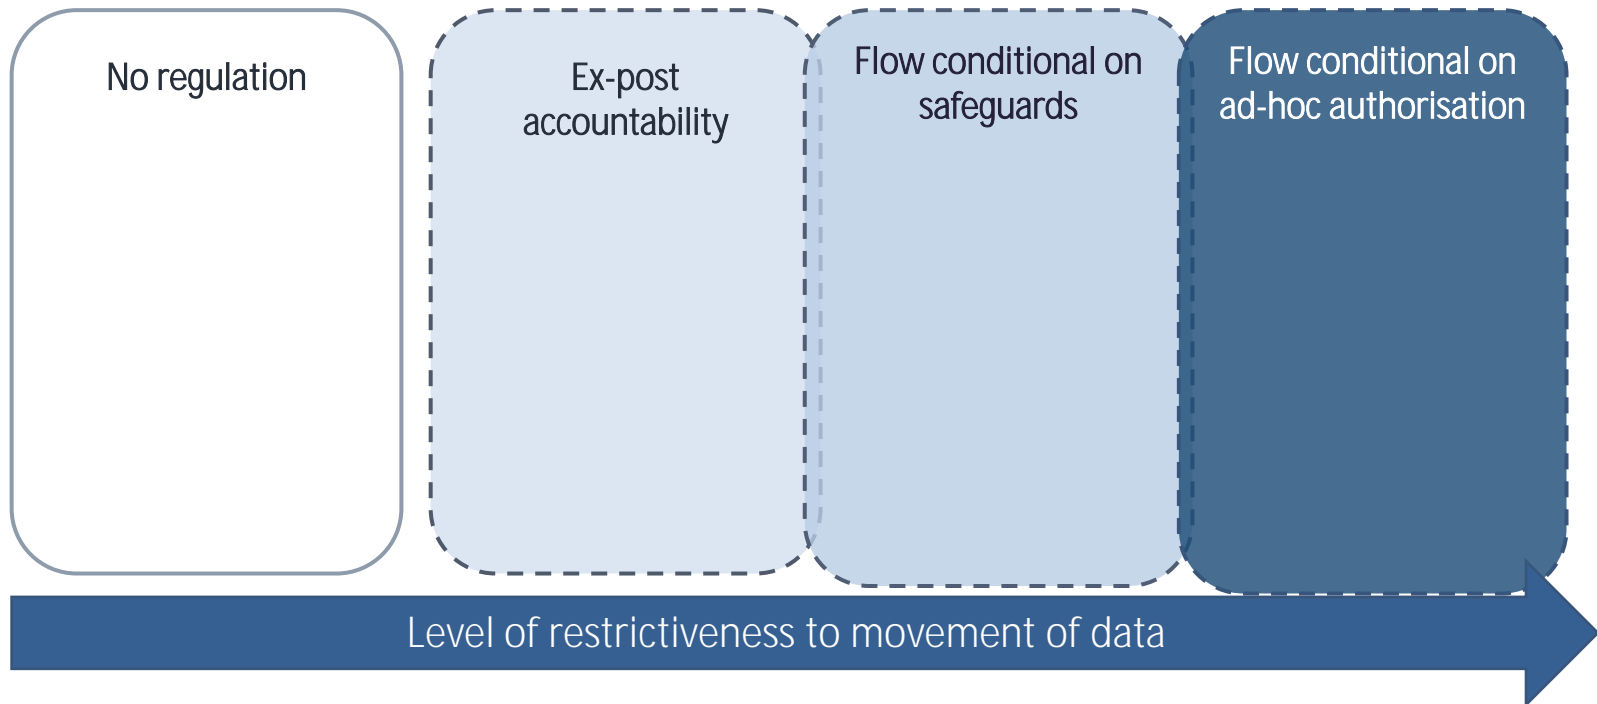 No regulation
Ex-post
accountability
Flow conditional on
safeguards
Flow conditional on
ad-hoc authorisation
Level of restrictiveness to movement of data